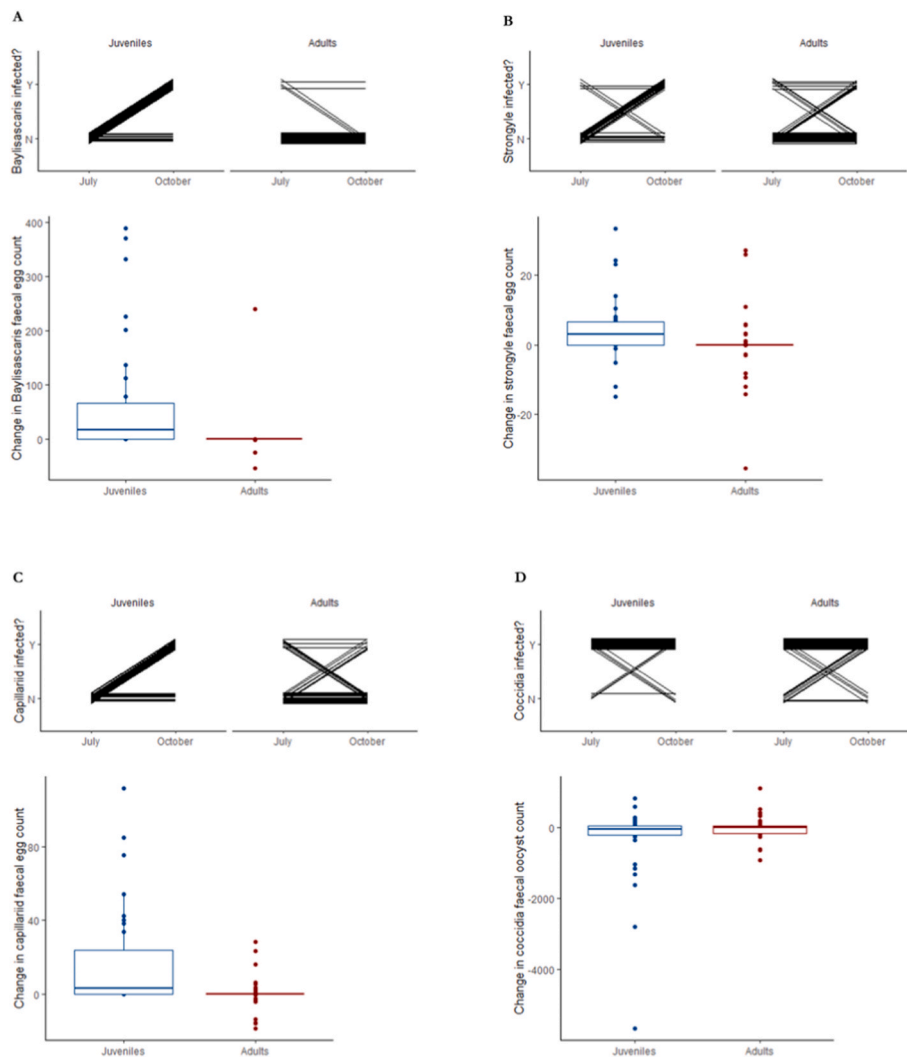 A
Juveniles Adults
Baylisascaris infected?
Y
N
July October July October
Change in Baylisascaris faecal egg count
400
300
200
100
0
Juveniles Adults
B
Juveniles Adults
Strongyle infected?
Y
N
July October July October
Change in strongyle faecal egg count
20
0
-20
Juveniles Adults
C
Juveniles Adults
Capillariid infected?
Y
N
July October July October
Change in capillariid faecal egg count
80
40
0
Juveniles Adults
D
Juveniles Adults
Coccidia infected?
Y
N
July October July October
Change in coccidia faecal oocyst count
0
-2000
-4000
Juveniles Adults